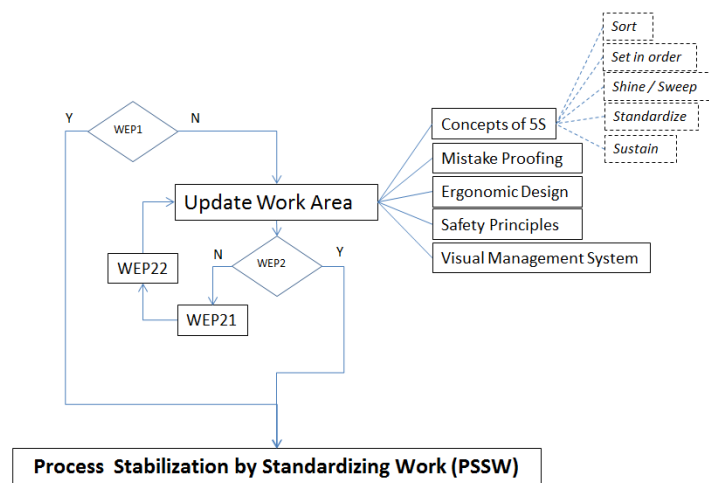 Sort
Set in order
Shine / Sweep
Standardize
Sustain
Y
WEP1
N
Concepts of 5S
Mistake Proofing
Ergonomic Design
Safety Principles
Visual Management System
Update Work Area
N
WEP2
Y
WEP22
WEP21
Process Stabilization by Standardizing Work (PSSW)